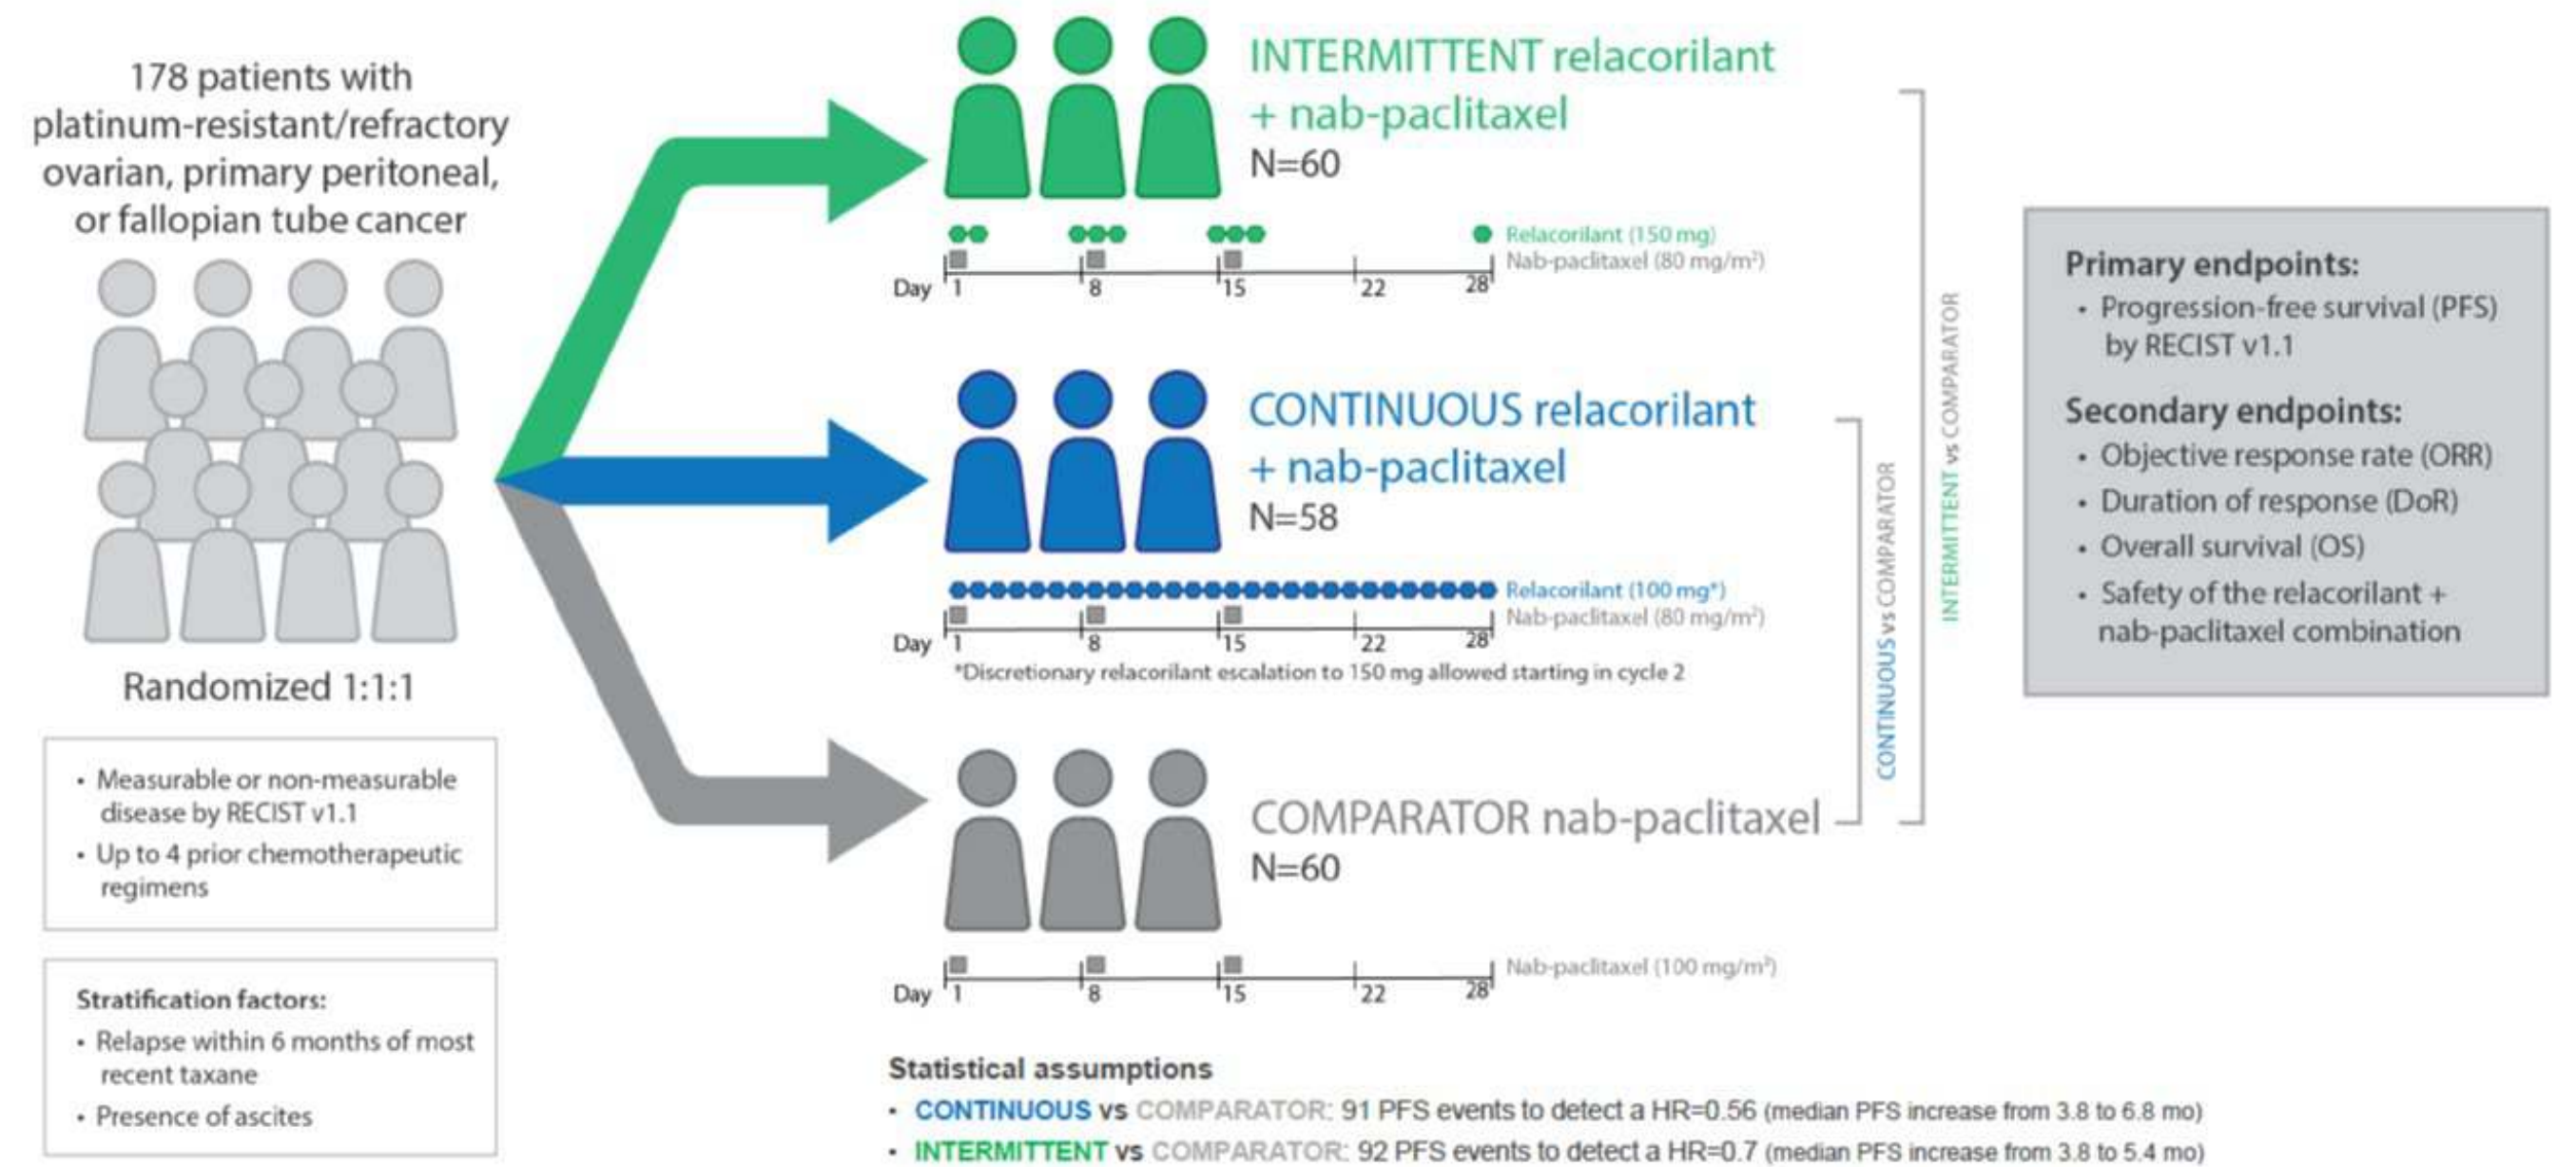 178 patients with
platinum-resistant/refractory
ovarian, primary peritoneal,
or fallopian tube cancer
Randomized 1:1:1
• Measurable or non-measurable
disease by RECIST v1.1
• Up to 4 prior chemotherapeutic
regimens
Stratification factors:
• Relapse within 6 months of most
recent taxane
• Presence of ascites
INTERMITTENT relacorilant
+ nab-paclitaxel
N=60
Relacorilant (150 mg)
Nab-paclitaxel (80 mg/m²)
Day 1 8 15 22 28
CONTINUOUS relacorilant
+ nab-paclitaxel
N=58
Relacorilant (100 mg*)
Nab-paclitaxel (80 mg/m²)
Day 1 8 15 22 28
*Discretionary relacorilant escalation to 150 mg allowed starting in cycle 2
COMPARATOR nab-paclitaxel
N=60
Nab-paclitaxel (100 mg/m²)
Day 1 8 15 22 28
CONTINUOUS vs COMPARATOR
INTERMITTENT vs COMPARATOR
Primary endpoints:
• Progression-free survival (PFS)
by RECIST v1.1
Secondary endpoints:
• Objective response rate (ORR)
• Duration of response (DoR)
• Overall survival (OS)
• Safety of the relacorilant +
nab-paclitaxel combination
Statistical assumptions
• CONTINUOUS vs COMPARATOR: 91 PFS events to detect a HR=0.56 (median PFS increase from 3.8 to 6.8 mo)
• INTERMITTENT vs COMPARATOR: 92 PFS events to detect a HR=0.7 (median PFS increase from 3.8 to 5.4 mo)